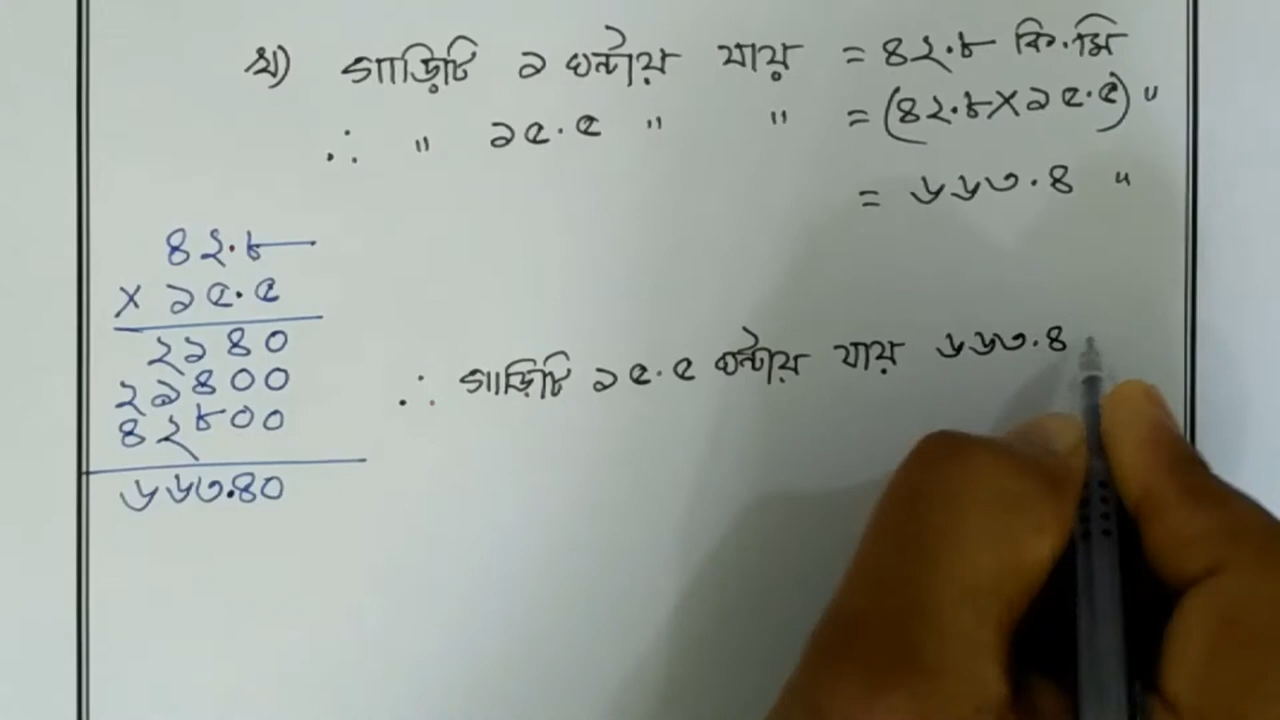 খ) গাড়িটি ১ ঘন্টায় যায় = ৪২.৮ কি.মি
∴ " ১৫.৫ " " = (৪২.৮×১৫.৫) "
= ৬৬৩.৪ "
৪২.৮
× ১৫.৫
২১৪০
২১৪০০
৪২৮০০
৬৬৩.৪০
∴ গাড়িটি ১৫.৫ ঘন্টায় যায় ৬৬৩.৪